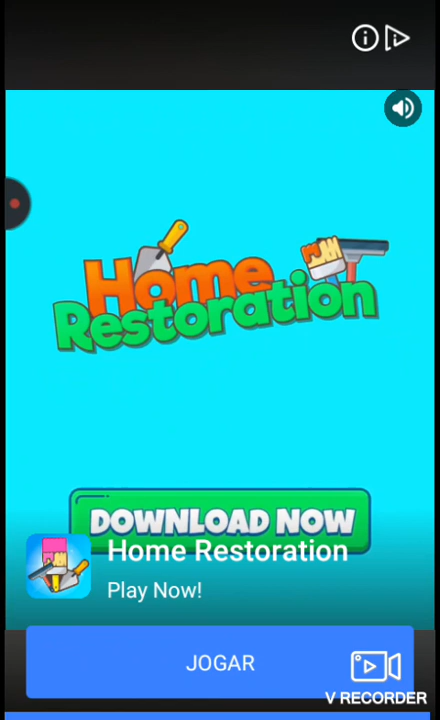 Home
Restoration
DOWNLOAD NOW
Home Restoration
Play Now!
JOGAR
V RECORDER